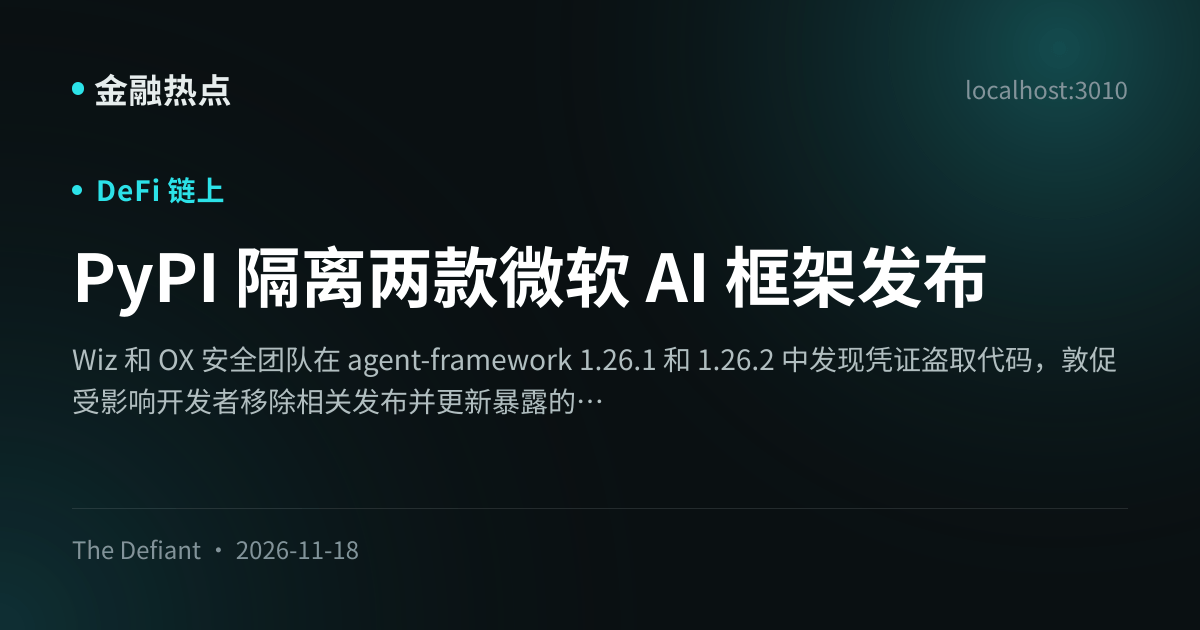 金融热点
localhost:3010
DeFi 链上
PyPI 隔离两款微软 AI 框架发布
Wiz 和 OX 安全团队在 agent-framework 1.26.1 和 1.26.2 中发现凭证盗取代码，敦促
受影响开发者移除相关发布并更新暴露的…
The Defiant · 2026-11-18